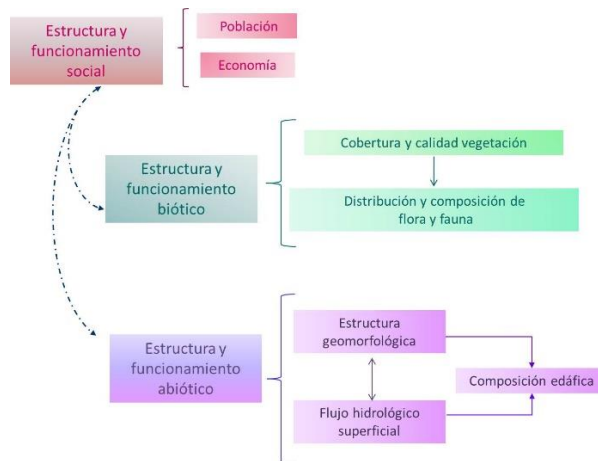 Estructura y
funcionamiento
social
Población
Economía
Estructura y
funcionamiento
biótico
Cobertura y calidad vegetación
Distribución y composición de
flora y fauna
Estructura y
funcionamiento
abiótico
Estructura
geomorfológica
Flujo hidrológico
superficial
Composición edáfica